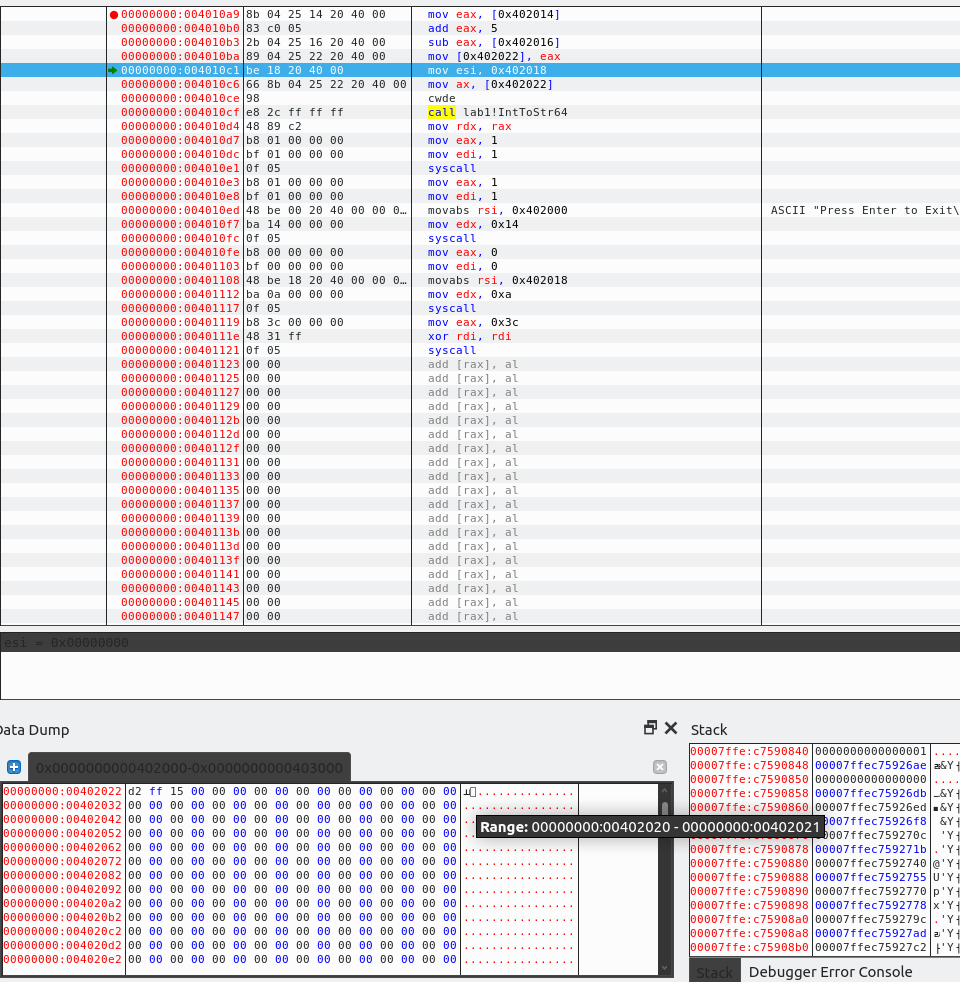 00000000:004010a9 8b 04 25 14 20 40 00 mov eax, [0x402014]
00000000:004010b0 83 c0 05 add eax, 5
00000000:004010b3 2b 04 25 16 20 40 00 sub eax, [0x402016]
00000000:004010ba 89 04 25 22 20 40 00 mov [0x402022], eax
00000000:004010c1 be 18 20 40 00 mov esi, 0x402018
00000000:004010c6 66 8b 04 25 22 20 40 00 mov ax, [0x402022]
00000000:004010ce 98 cwde
00000000:004010cf e8 2c ff ff ff call lab1!IntToStr64
00000000:004010d4 48 89 c2 mov rdx, rax
00000000:004010d7 b8 01 00 00 00 mov eax, 1
00000000:004010dc bf 01 00 00 00 mov edi, 1
00000000:004010e1 0f 05 syscall
00000000:004010e3 b8 01 00 00 00 mov eax, 1
00000000:004010e8 bf 01 00 00 00 mov edi, 1
00000000:004010ed 48 be 00 20 40 00 00 0… movabs rsi, 0x402000 ASCII "Press Enter to Exit\
00000000:004010f7 ba 14 00 00 00 mov edx, 0x14
00000000:004010fc 0f 05 syscall
00000000:004010fe b8 00 00 00 00 mov eax, 0
00000000:00401103 bf 00 00 00 00 mov edi, 0
00000000:00401108 48 be 18 20 40 00 00 0… movabs rsi, 0x402018
00000000:00401112 ba 0a 00 00 00 mov edx, 0xa
00000000:00401117 0f 05 syscall
00000000:00401119 b8 3c 00 00 00 mov eax, 0x3c
00000000:0040111e 48 31 ff xor rdi, rdi
00000000:00401121 0f 05 syscall
00000000:00401123 00 00 add [rax], al
00000000:00401125 00 00 add [rax], al
00000000:00401127 00 00 add [rax], al
00000000:00401129 00 00 add [rax], al
00000000:0040112b 00 00 add [rax], al
00000000:0040112d 00 00 add [rax], al
00000000:0040112f 00 00 add [rax], al
00000000:00401131 00 00 add [rax], al
00000000:00401133 00 00 add [rax], al
00000000:00401135 00 00 add [rax], al
00000000:00401137 00 00 add [rax], al
00000000:00401139 00 00 add [rax], al
00000000:0040113b 00 00 add [rax], al
00000000:0040113d 00 00 add [rax], al
00000000:0040113f 00 00 add [rax], al
00000000:00401141 00 00 add [rax], al
00000000:00401143 00 00 add [rax], al
00000000:00401145 00 00 add [rax], al
00000000:00401147 00 00 add [rax], al
esi = 0x00000000
Data Dump
0x0000000000402000-0x0000000000403000
00000000:00402022 d2 ff 15 00 00 00 00 00 00 00 00 00 00 00 00 00
00000000:00402032 00 00 00 00 00 00 00 00 00 00 00 00 00 00 00 00 ................
00000000:00402042 00 00 00 00 00 00 00 00 00 00 00 00 00 00 00 00
00000000:00402052 00 00 00 00 00 00 00 00 00 00 00 00 00 00 00 00
00000000:00402062 00 00 00 00 00 00 00 00 00 00 00 00 00 00 00 00 ................
00000000:00402072 00 00 00 00 00 00 00 00 00 00 00 00 00 00 00 00 ................
00000000:00402082 00 00 00 00 00 00 00 00 00 00 00 00 00 00 00 00 ................
00000000:00402092 00 00 00 00 00 00 00 00 00 00 00 00 00 00 00 00 ................
00000000:004020a2 00 00 00 00 00 00 00 00 00 00 00 00 00 00 00 00 ................
00000000:004020b2 00 00 00 00 00 00 00 00 00 00 00 00 00 00 00 00 ................
00000000:004020c2 00 00 00 00 00 00 00 00 00 00 00 00 00 00 00 00 ................
00000000:004020d2 00 00 00 00 00 00 00 00 00 00 00 00 00 00 00 00 ................
00000000:004020e2 00 00 00 00 00 00 00 00 00 00 00 00 00 00 00 00 ................
Range: 00000000:00402020 - 00000000:00402021
Stack
00007ffe:c7590840 0000000000000001 ....
00007ffe:c7590848 00007ffec75926ae
00007ffe:c7590850 0000000000000000 ....
00007ffe:c7590858 00007ffec75926db
00007ffe:c7590860 00007ffec75926ed
00007ffec75926f8
00007ffec759270c
00007ffe:c7590878 00007ffec759271b
00007ffe:c7590880 00007ffec7592740
00007ffe:c7590888 00007ffec7592755
00007ffe:c7590890 00007ffec7592770
00007ffe:c7590898 00007ffec7592778
00007ffe:c75908a0 00007ffec759279c
00007ffe:c75908a8 00007ffec75927ad
00007ffe:c75908b0 00007ffec75927c2
Stack
Debugger Error Console